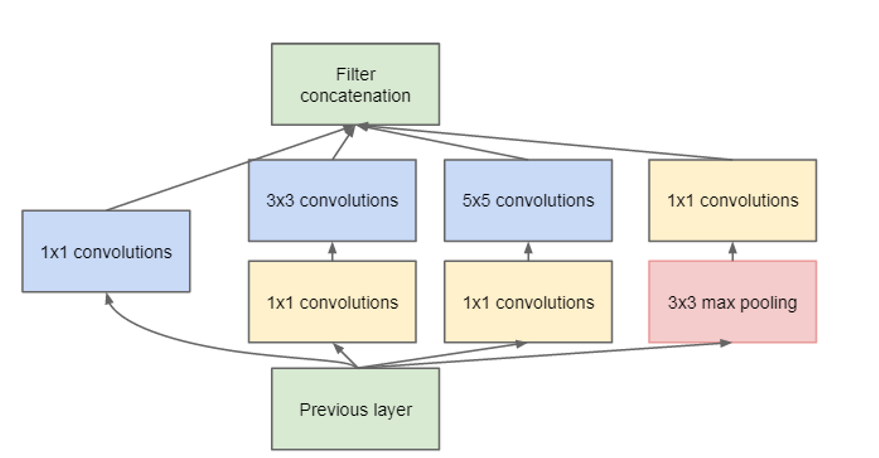 Filter
concatenation
3x3 convolutions
5x5 convolutions
1x1 convolutions
1x1 convolutions
1x1 convolutions
1x1 convolutions
3x3 max pooling
Previous layer